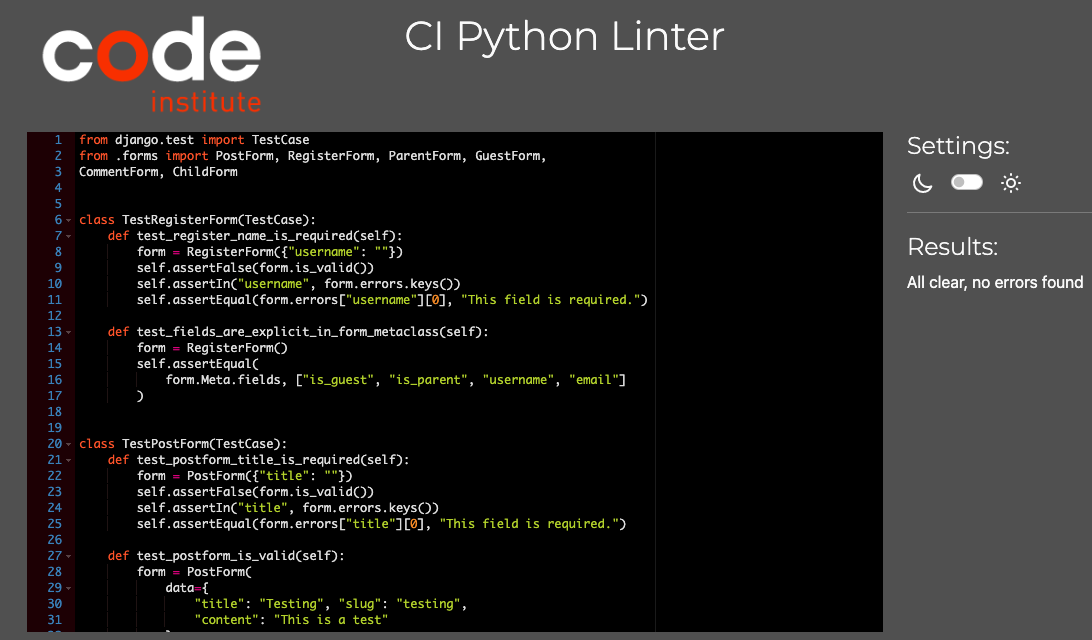 code
institute
CI Python Linter
1 from django.test import TestCase
2 from .forms import PostForm, RegisterForm, ParentForm, GuestForm,
3 CommentForm, ChildForm
4
5
6 class TestRegisterForm(TestCase):
7     def test_register_name_is_required(self):
8         form = RegisterForm({"username": ""})
9         self.assertFalse(form.is_valid())
10         self.assertIn("username", form.errors.keys())
11         self.assertEqual(form.errors["username"][0], "This field is required.")
12
13     def test_fields_are_explicit_in_form_metaclass(self):
14         form = RegisterForm()
15         self.assertEqual(
16             form.Meta.fields, ["is_guest", "is_parent", "username", "email"]
17         )
18
19
20 class TestPostForm(TestCase):
21     def test_postform_title_is_required(self):
22         form = PostForm({"title": ""})
23         self.assertFalse(form.is_valid())
24         self.assertIn("title", form.errors.keys())
25         self.assertEqual(form.errors["title"][0], "This field is required.")
26
27     def test_postform_is_valid(self):
28         form = PostForm(
29             data={
30                 "title": "Testing", "slug": "testing",
31                 "content": "This is a test"
Settings:
Results:
All clear, no errors found